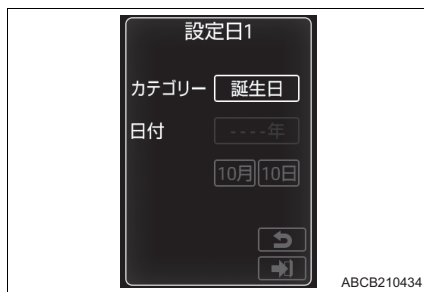 設定日1
カテゴリー 誕生日
日付 ----年
10月 10日
ABCB210434